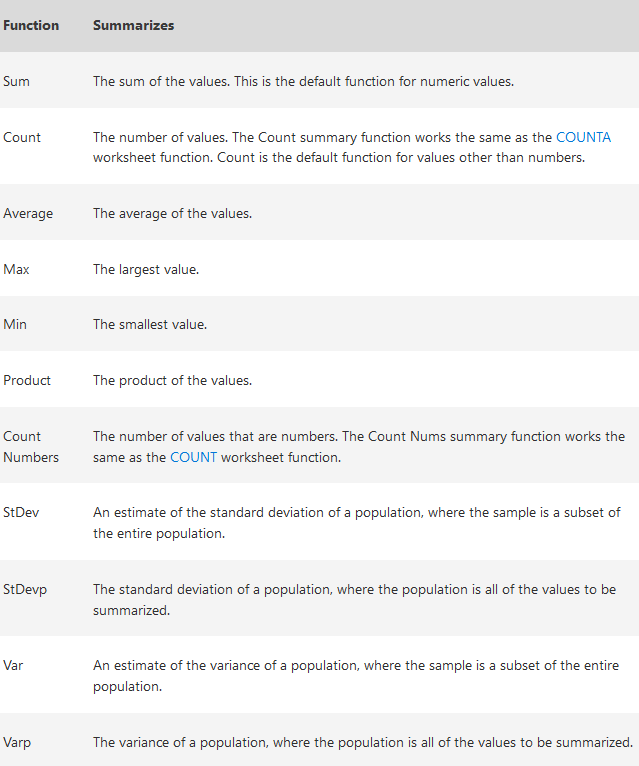 Function Summarizes
Sum The sum of the values. This is the default function for numeric values.
Count The number of values. The Count summary function works the same as the COUNTA
worksheet function. Count is the default function for values other than numbers.
Average The average of the values.
Max The largest value.
Min The smallest value.
Product The product of the values.
Count The number of values that are numbers. The Count Nums summary function works the
Numbers same as the COUNT worksheet function.
StDev An estimate of the standard deviation of a population, where the sample is a subset of
the entire population.
StDevp The standard deviation of a population, where the population is all of the values to be
summarized.
Var An estimate of the variance of a population, where the sample is a subset of the entire
population.
Varp The variance of a population, where the population is all of the values to be summarized.